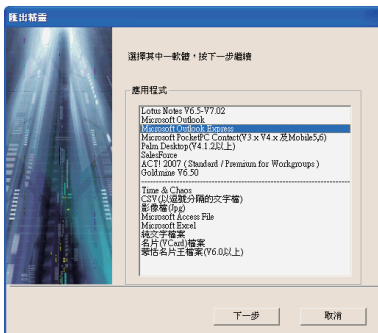 匯出精靈
選擇其中一軟體，按下一步繼續
應用程式
Lotus Notes V6.5-V7.02
Microsoft Outlook
Microsoft Outlook Express
Microsoft PocketPC Contact(V3.x V4.x 及Mobile5,6)
Palm Desktop(V4.1.2以上)
SalesForce
ACT! 2007 ( Standard / Premium for Workgroups )
Goldmine V6.50
Time & Chaos
CSV(以逗號分隔的文字檔)
影像檔(Jpg)
Microsoft Access File
Microsoft Excel
純文字檔案
名片(VCard)檔案
蒙恬名片王檔案(V6.0以上)
下一步
取消